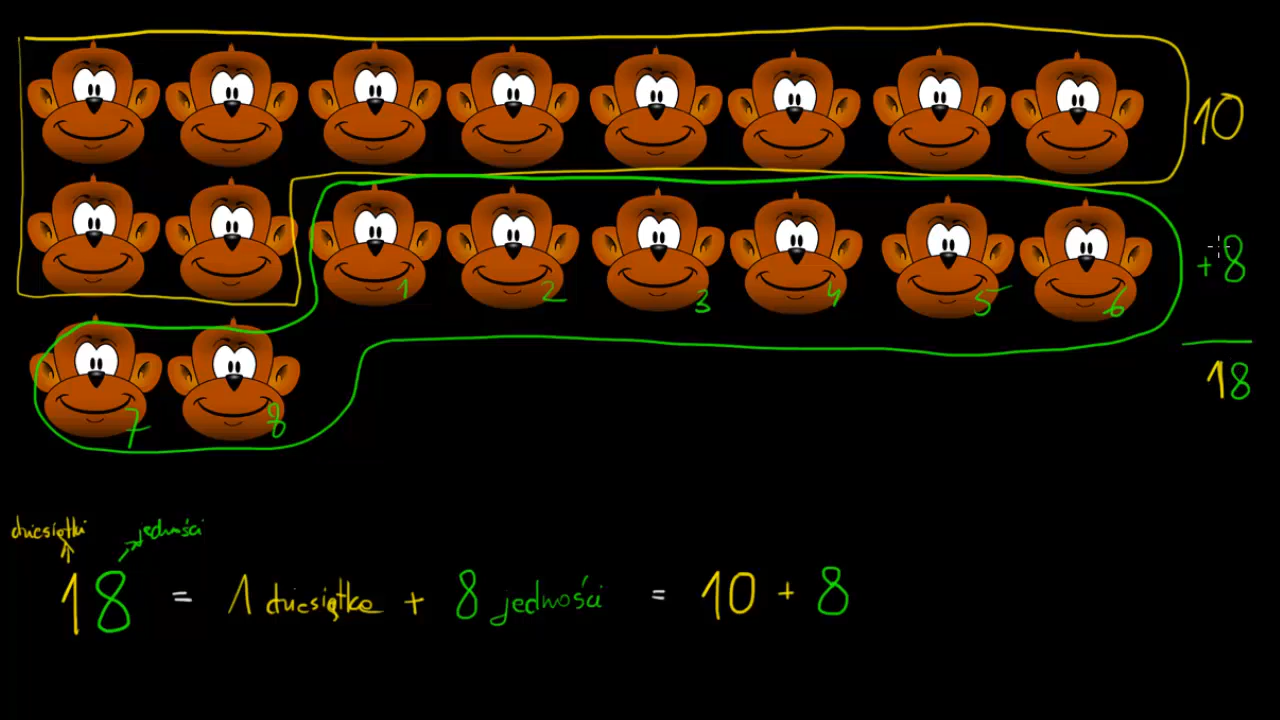 10
1 2 3 4 5 6
+8
7 8
18
dziesiątki jedności
18 = 1 dziesiątka + 8 jedności = 10 + 8